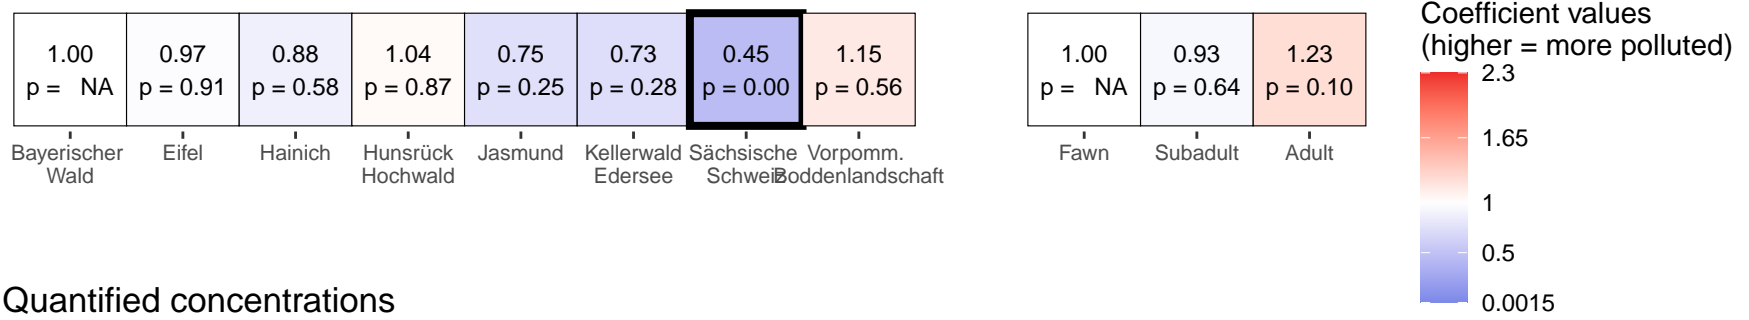 1.00 0.97 0.88 1.04 0.75 0.73 0.45 1.15
p = NA p = 0.91 p = 0.58 p = 0.87 p = 0.25 p = 0.28 p = 0.00 p = 0.56
Bayerischer Eifel Hainich Hunsrück Jasmund Kellerwald Sächsische Vorpomm.
Wald Hochwald Edersee Schweiz Boddenlandschaft
1.00 0.93 1.23
p = NA p = 0.64 p = 0.10
Fawn Subadult Adult
Coefficient values
(higher = more polluted)
2.3
1.65
1
0.5
0.0015
Quantified concentrations